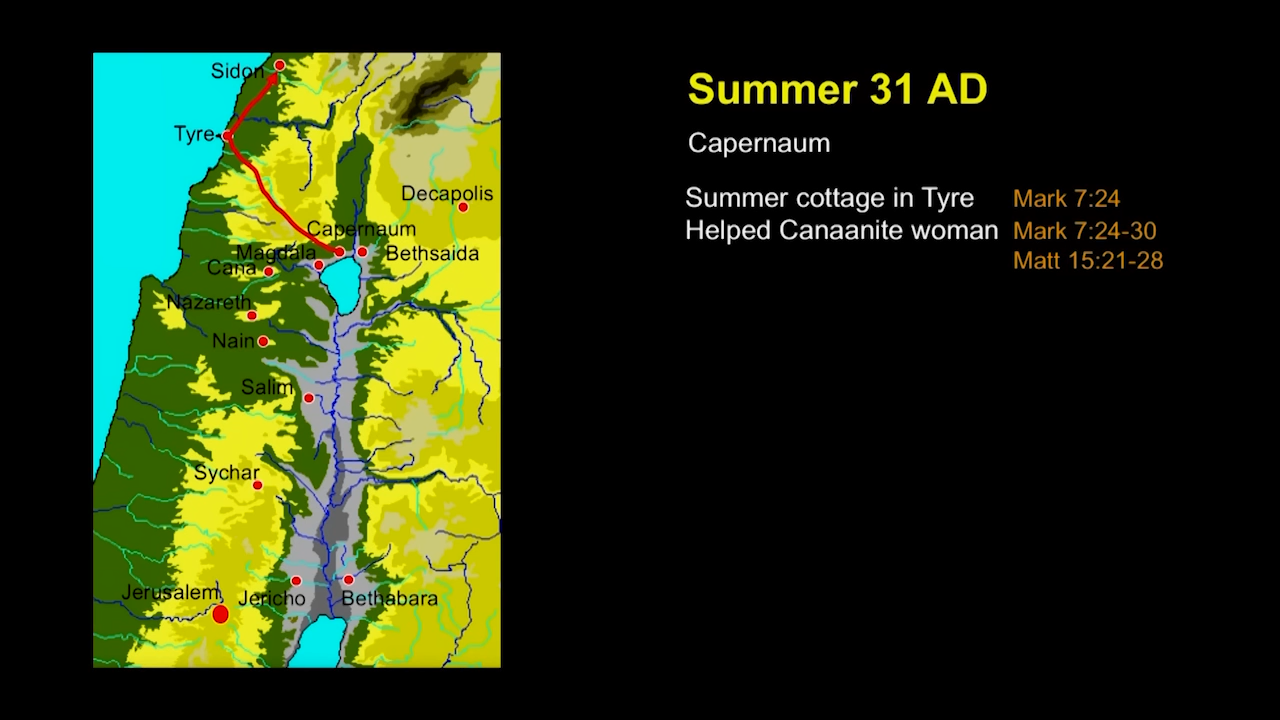 Sidon
Tyre
Decapolis
Capernaum
Magdala
Bethsaida
Cana
Nazareth
Nain
Salim
Sychar
Jerusalem
Jericho
Bethabara
Summer 31 AD
Capernaum
Summer cottage in Tyre Mark 7:24
Helped Canaanite woman Mark 7:24-30
Matt 15:21-28